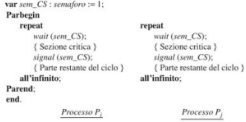 var sem_CS : semaforo := 1;
Parbegin
repeat repeat
wait (sem_CS); wait (sem_CS);
{ Sezione critica } { Sezione critica }
signal (sem_CS); signal (sem_CS);
{ Parte restante del ciclo } { Parte restante del ciclo }
all'infinito; all'infinito;
Parend;
end.
Processo Pi Processo Pj